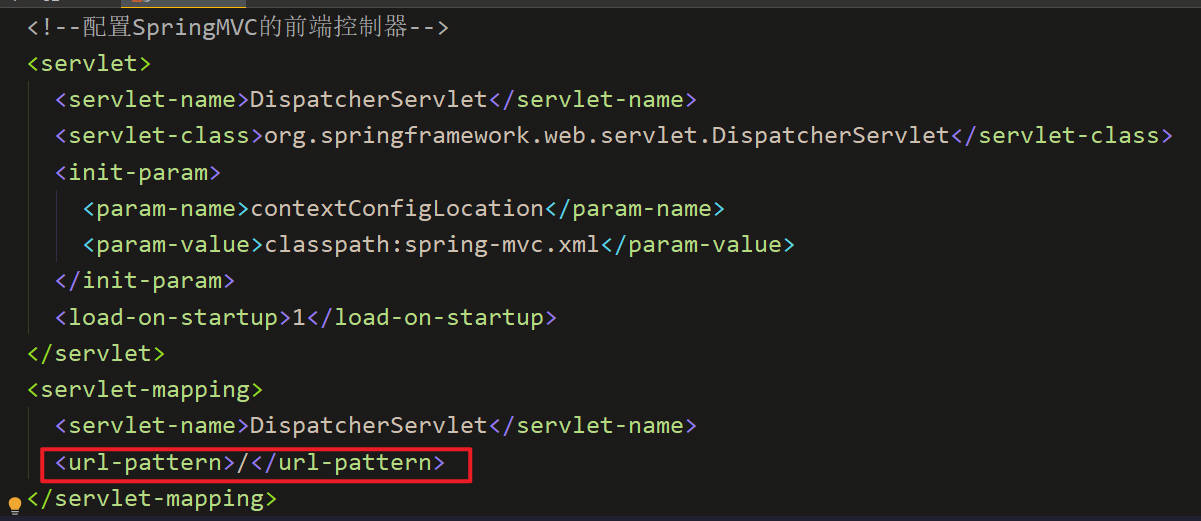 <!--配置SpringMVC的前端控制器-->
<servlet>
<servlet-name>DispatcherServlet</servlet-name>
<servlet-class>org.springframework.web.servlet.DispatcherServlet</servlet-class>
<init-param>
<param-name>contextConfigLocation</param-name>
<param-value>classpath:spring-mvc.xml</param-value>
</init-param>
<load-on-startup>1</load-on-startup>
</servlet>
<servlet-mapping>
<servlet-name>DispatcherServlet</servlet-name>
<url-pattern>/</url-pattern>
</servlet-mapping>